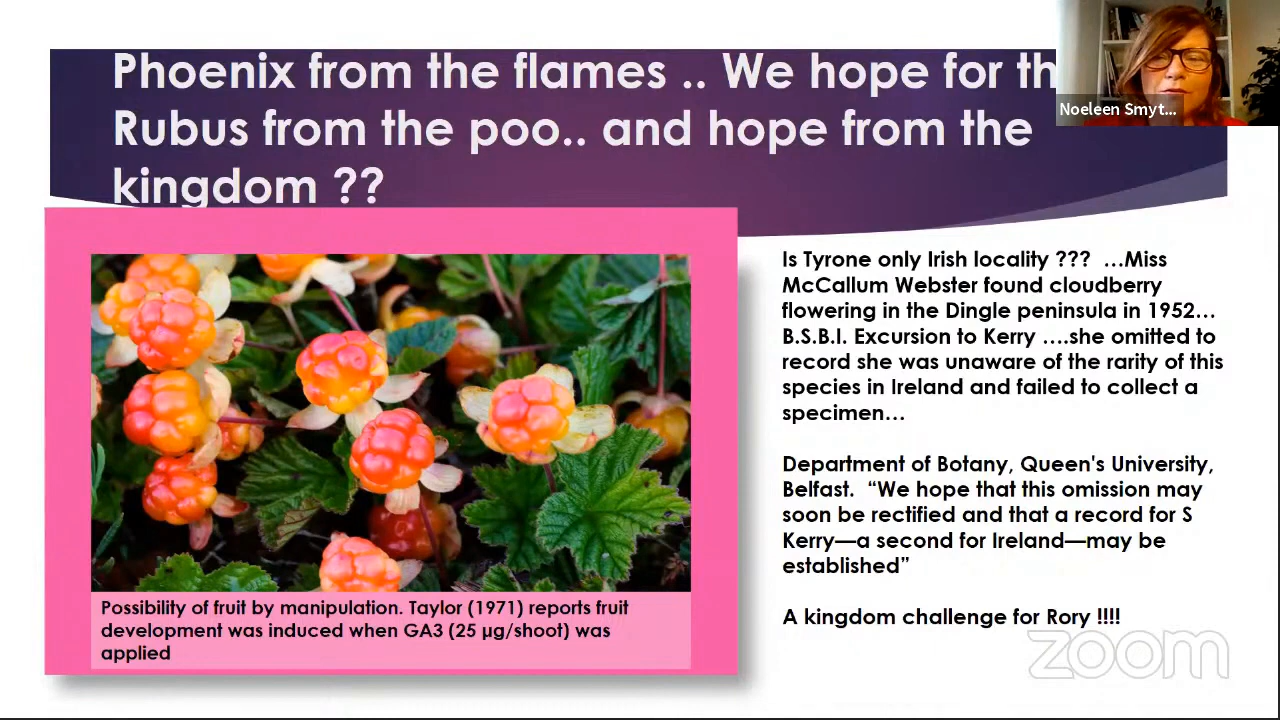 Phoenix from the flames .. We hope for th
Rubus from the poo.. and hope from the
kingdom ??
Noeleen Smyt...
Is Tyrone only Irish locality ??? …Miss
McCallum Webster found cloudberry
flowering in the Dingle peninsula in 1952…
B.S.B.I. Excursion to Kerry ….she omitted to
record she was unaware of the rarity of this
species in Ireland and failed to collect a
specimen…
Department of Botany, Queen's University,
Belfast. “We hope that this omission may
soon be rectified and that a record for S
Kerry—a second for Ireland—may be
established”
A kingdom challenge for Rory !!!!
Possibility of fruit by manipulation. Taylor (1971) reports fruit
development was induced when GA3 (25 µg/shoot) was
applied
zoom